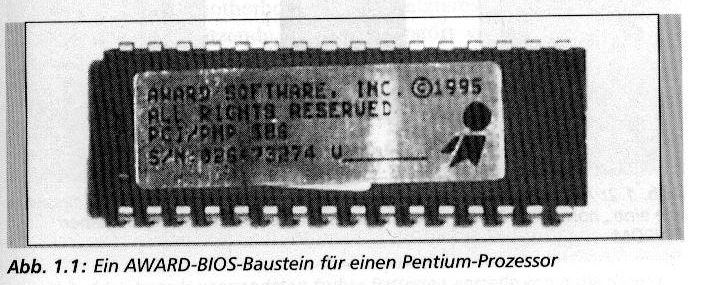 AWARD SOFTWARE, INC. ©1995
ALL RIGHTS RESERVED
PCI/PNP 586
S/N:026473274 V
Abb. 1.1: Ein AWARD-BIOS-Baustein für einen Pentium-Prozessor